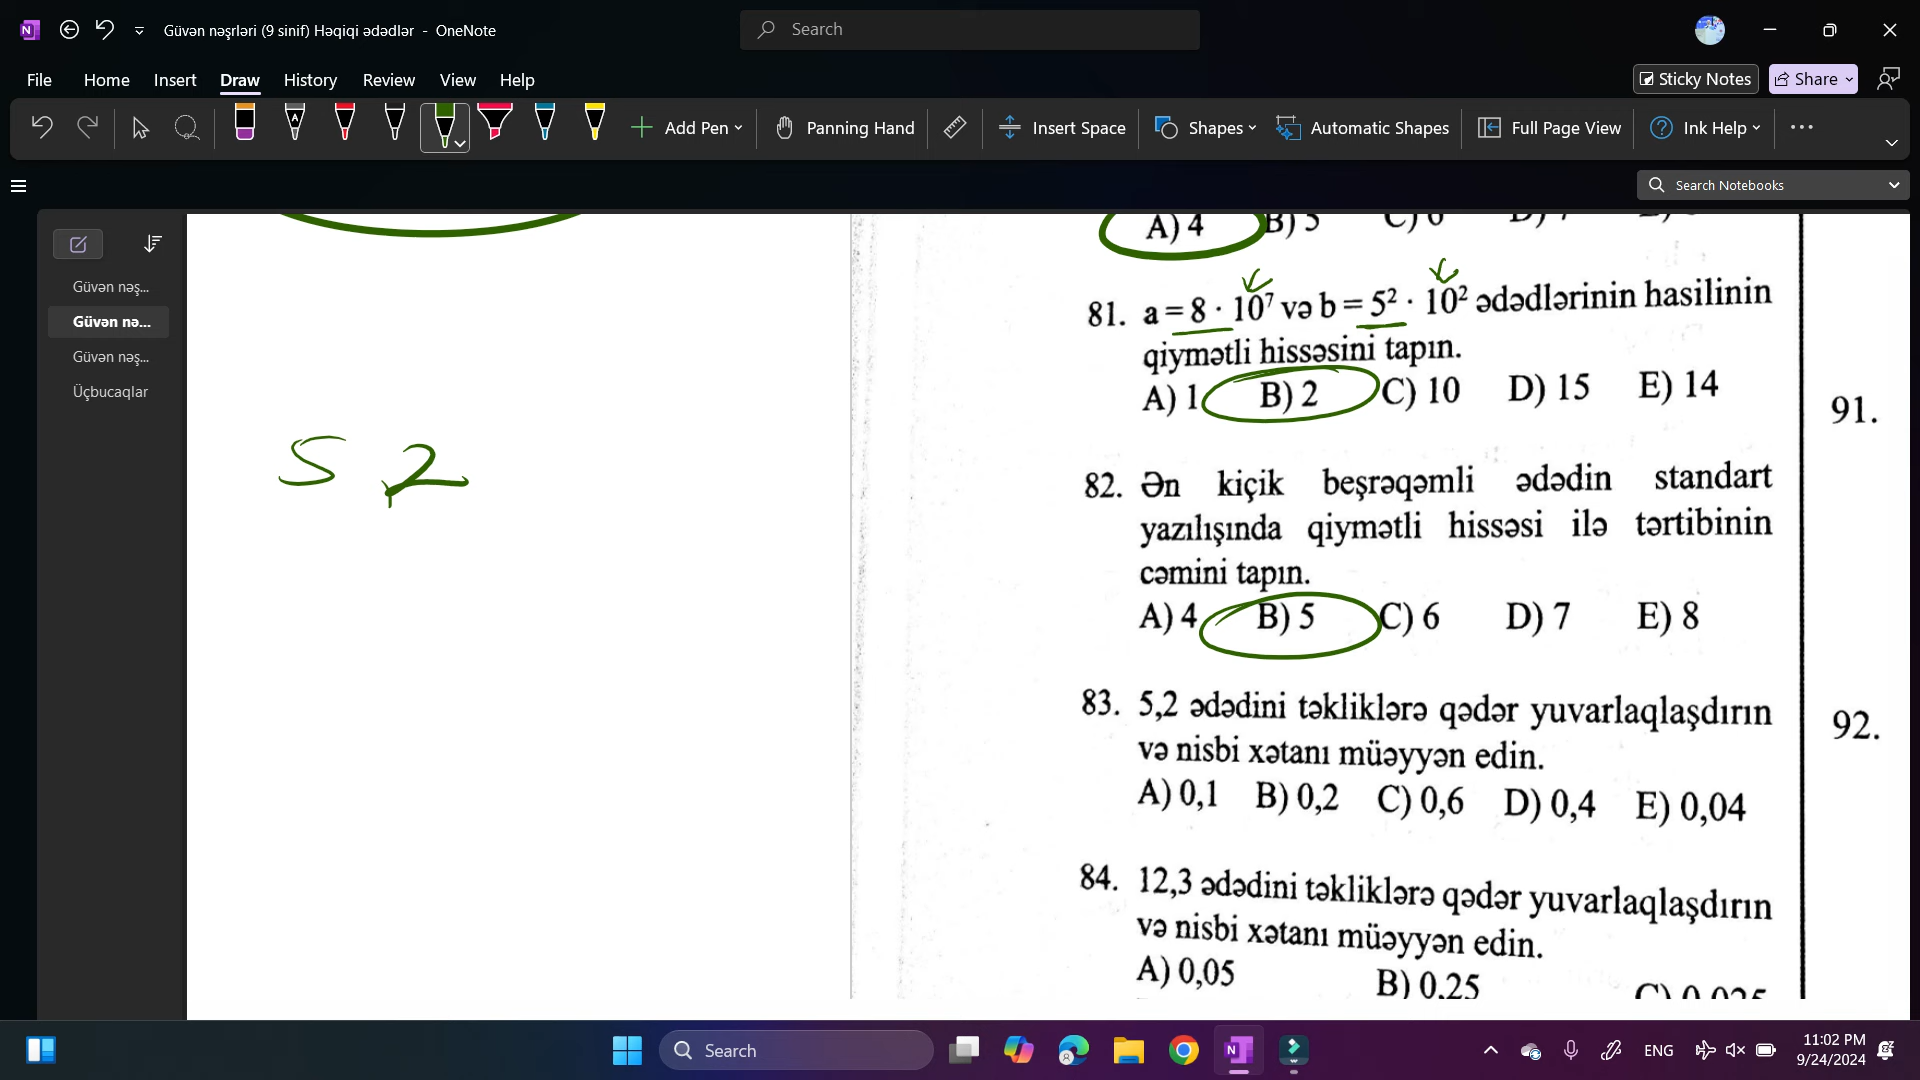 Güvən nəşrləri (9 sinif) Həqiqi ədədlər - OneNote
Search
File Home Insert Draw History Review View Help
Sticky Notes Share
Add Pen Panning Hand Insert Space Shapes Automatic Shapes Full Page View Ink Help
Search Notebooks
Güvən nəş...
Güvən nə...
Güvən nəş...
Üçbucaqlar
5,2
A) 4 B) 5 C) 6 D) 7
81. a = 8 · 10⁷ və b = 5² · 10² ədədlərinin hasilinin
qiymətli hissəsini tapın.
A) 1 B) 2 C) 10 D) 15 E) 14
91.
82. Ən kiçik beşrəqəmli ədədin standart
yazılışında qiymətli hissəsi ilə tərtibinin
cəmini tapın.
A) 4 B) 5 C) 6 D) 7 E) 8
83. 5,2 ədədini təkliklərə qədər yuvarlaqlaşdırın
və nisbi xətanı müəyyən edin.
A) 0,1 B) 0,2 C) 0,6 D) 0,4 E) 0,04
92.
84. 12,3 ədədini təkliklərə qədər yuvarlaqlaşdırın
və nisbi xətanı müəyyən edin.
A) 0,05 B) 0,25 C) 0,025
Search
ENG
11:02 PM
9/24/2024